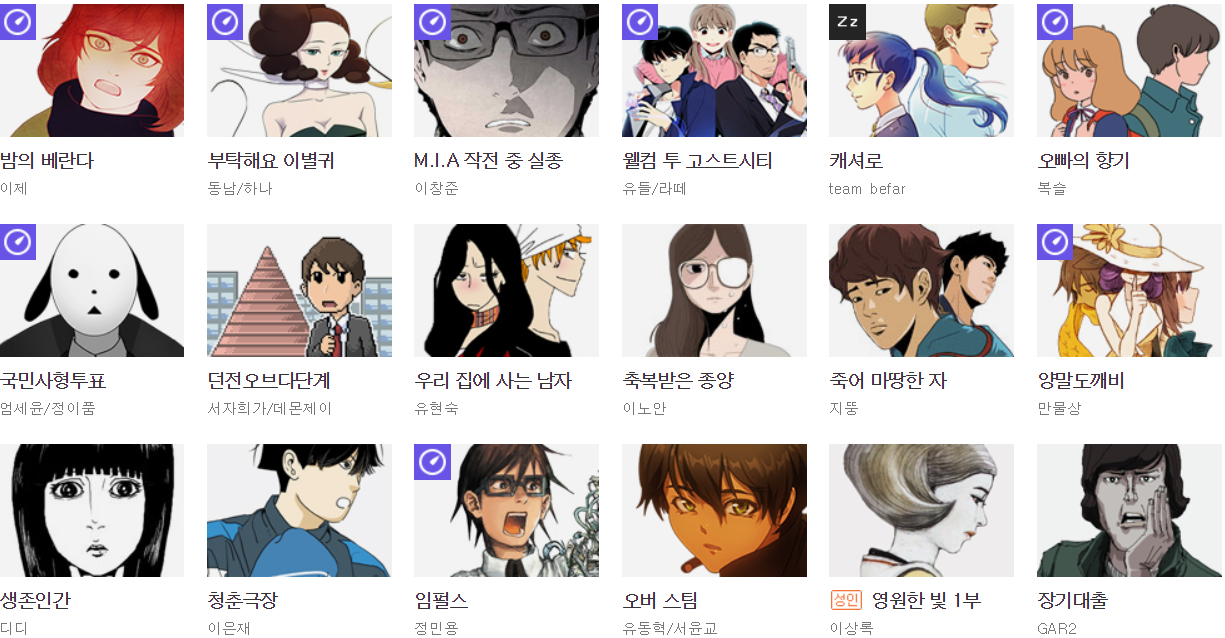 Zz
밤의 베란다
부탁해요 이별귀
M.I.A 작전 중 실종
웰컴 투 고스트시티
캐셔로
오빠의 향기
이제
동남/하나
이창준
유들/라떼
team befar
복슬
국민사형투표
던전오브다단계
우리 집에 사는 남자
축복받은 종양
죽어 마땅한 자
양말도깨비
엄세윤/정이품
서자희가/데몬제이
유현숙
이노안
지뚱
만물상
생존인간
청춘극장
임펄스
오버 스팀
성인 영원한 빛 1부
장기대출
디디
이은재
정민용
유동혁/서윤교
이상록
GAR2